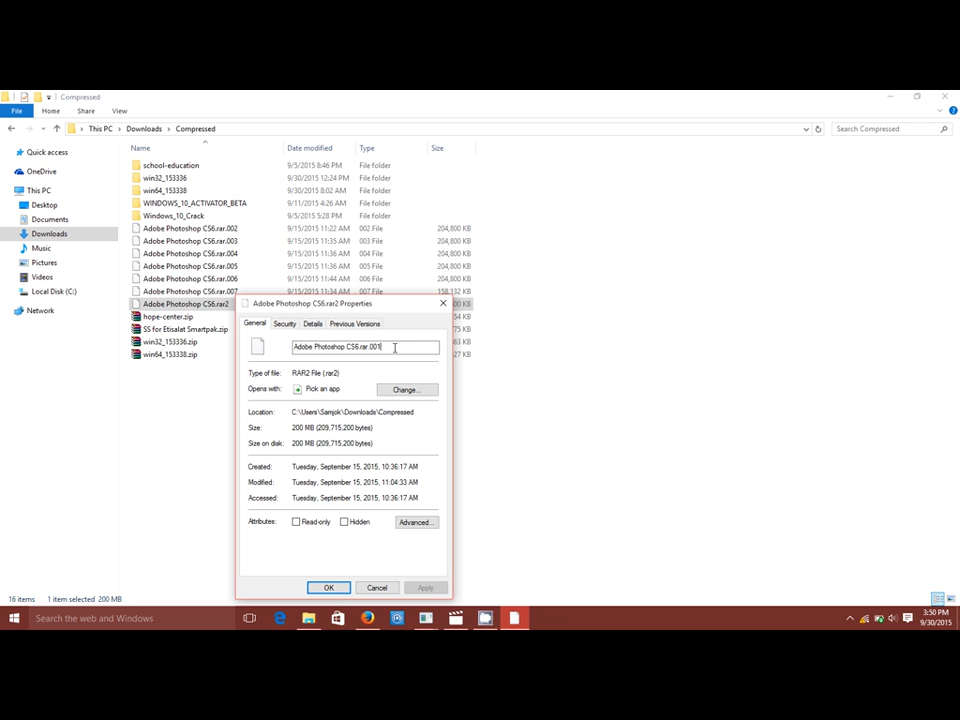 Compressed
File Home Share View
This PC Downloads Compressed Search Compressed
Name Date modified Type Size
Quick access
OneDrive
This PC
Desktop
Documents
Downloads
Music
Pictures
Videos
Local Disk (C:)
Network
school-education 9/5/2015 8:46 PM File folder
win32_153336 9/30/2015 12:24 PM File folder
win64_153338 9/30/2015 8:02 AM File folder
WINDOWS_10_ACTIVATOR_BETA 9/11/2015 4:26 AM File folder
Windows_10_Crack 9/5/2015 5:28 PM File folder
Adobe Photoshop CS6.rar.002 9/15/2015 11:22 AM 002 File 204,800 KB
Adobe Photoshop CS6.rar.003 9/15/2015 11:35 AM 003 File 204,800 KB
Adobe Photoshop CS6.rar.004 9/15/2015 11:36 AM 004 File 204,800 KB
Adobe Photoshop CS6.rar.005 9/15/2015 11:36 AM 005 File 204,800 KB
Adobe Photoshop CS6.rar.006 9/15/2015 11:44 AM 006 File 204,800 KB
Adobe Photoshop CS6.rar.007 9/15/2015 11:34 AM 007 File 158,132 KB
Adobe Photoshop CS6.rar2
hope-center.zip
SS for Etisalat Smartpak.zip
win32_153336.zip
win64_153338.zip
Adobe Photoshop CS6.rar2 Properties
General Security Details Previous Versions
Adobe Photoshop CS6.rar.001
Type of file: RAR2 File (.rar2)
Opens with: Pick an app Change...
Location: C:\Users\Samjok\Downloads\Compressed
Size: 200 MB (209,715,200 bytes)
Size on disk: 200 MB (209,715,200 bytes)
Created: Tuesday, September 15, 2015, 10:36:17 AM
Modified: Tuesday, September 15, 2015, 11:04:33 AM
Accessed: Tuesday, September 15, 2015, 10:36:17 AM
Attributes: Read-only Hidden Advanced...
OK Cancel Apply
16 items 1 item selected 200 MB
Search the web and Windows
3:50 PM
9/30/2015